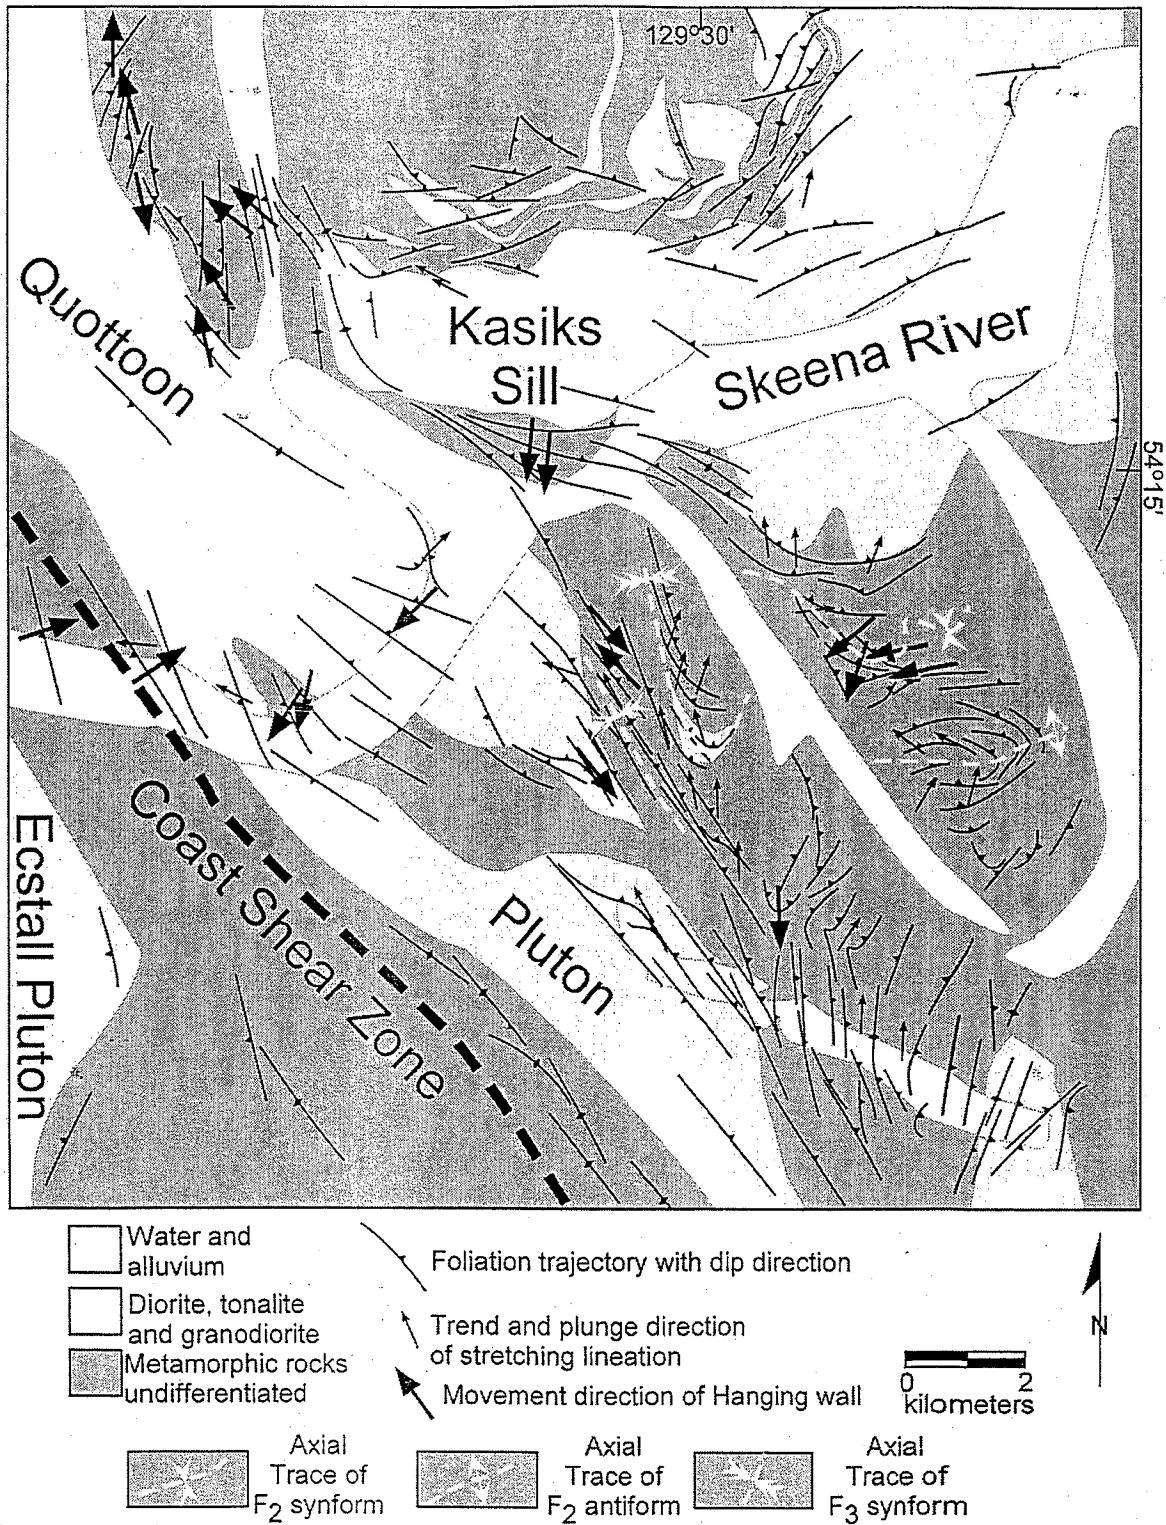 129°30'
Quottoon
Kasiks
Sill
Skeena River
54°15'
Coast Shear Zone
Ecstall Pluton
Pluton
Water and
alluvium
Diorite, tonalite
and granodiorite
Metamorphic rocks
undifferentiated
Foliation trajectory with dip direction
Trend and plunge direction
of stretching lineation
Movement direction of Hanging wall
N
0 2
kilometers
Axial
Trace of
F2 synform
Axial
Trace of
F2 antiform
Axial
Trace of
F3 synform